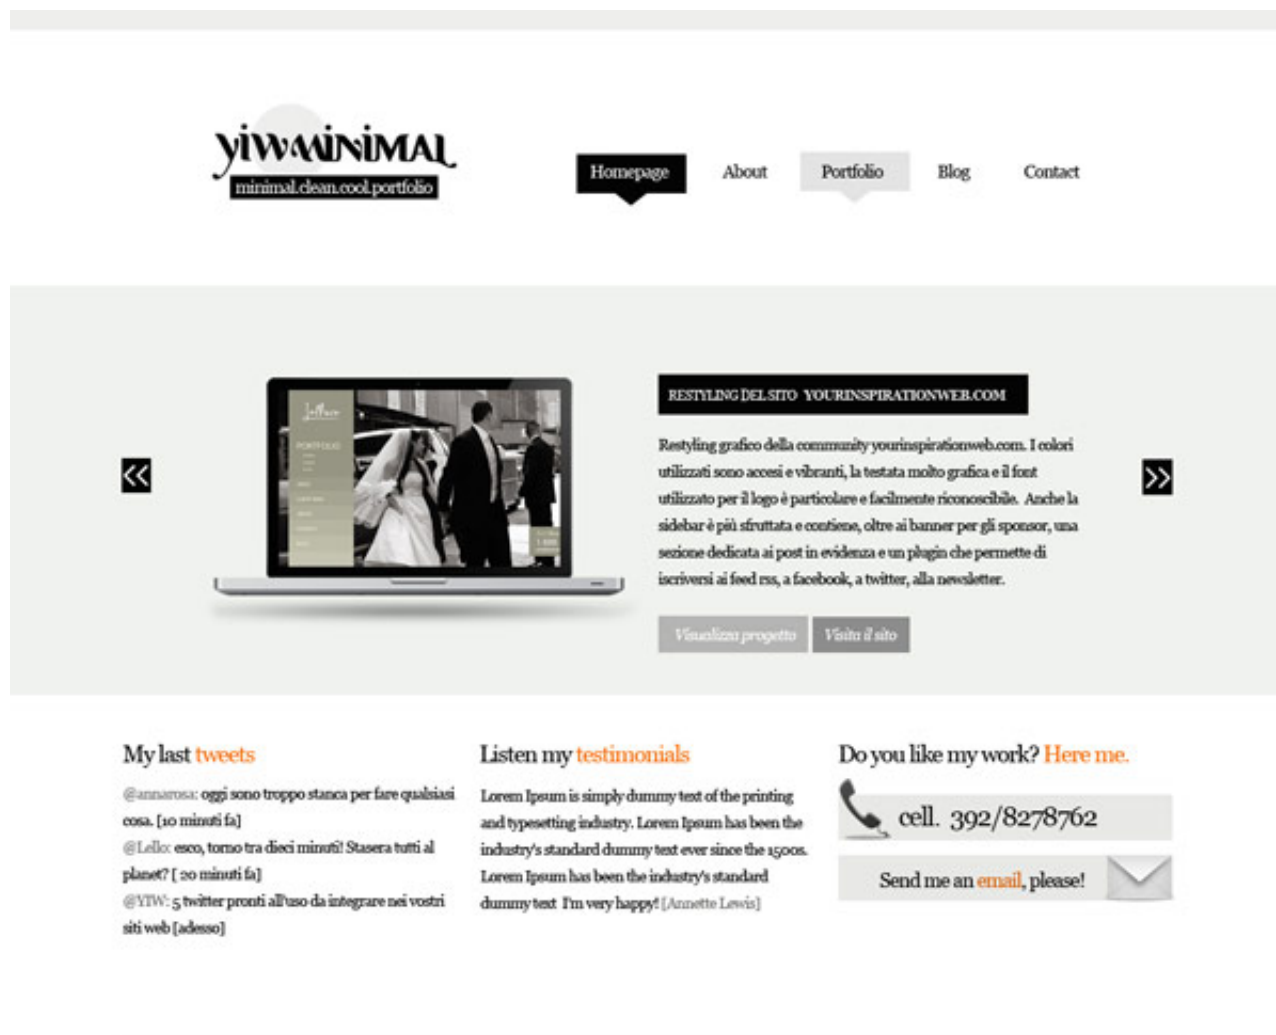 yiwMiNiMAL
minimal.clean.cool.portfolio
Homepage
About
Portfolio
Blog
Contact
PORTFOLIO
RESTYLING DEL SITO YOURINSPIRATIONWEB.COM
Restyling grafico della community yourinspirationweb.com. I colori
utilizzati sono accesi e vibranti, la testata molto grafica e il font
utilizzato per il logo è particolare e facilmente riconoscibile. Anche la
sidebar è più sfruttata e contiene, oltre ai banner per gli sponsor, una
sezione dedicata ai post in evidenza e un plugin che permette di
iscriversi ai feed rss, a facebook, a twitter, alla newsletter.
Visualizza progetto
Visita il sito
My last tweets
@annarosa: oggi sono troppo stanca per fare qualsiasi
cosa. [10 minuti fa]
@Lello: esco, torno tra dieci minuti! Stasera tutti al
planet? [ 20 minuti fa]
@YIW: 5 twitter pronti all'uso da integrare nei vostri
siti web [adesso]
Listen my testimonials
Lorem Ipsum is simply dummy text of the printing
and typesetting industry. Lorem Ipsum has been the
industry's standard dummy text ever since the 1500s.
Lorem Ipsum has been the industry's standard
dummy text I'm very happy! [Annette Lewis]
Do you like my work? Here me.
cell. 392/8278762
Send me an email, please!